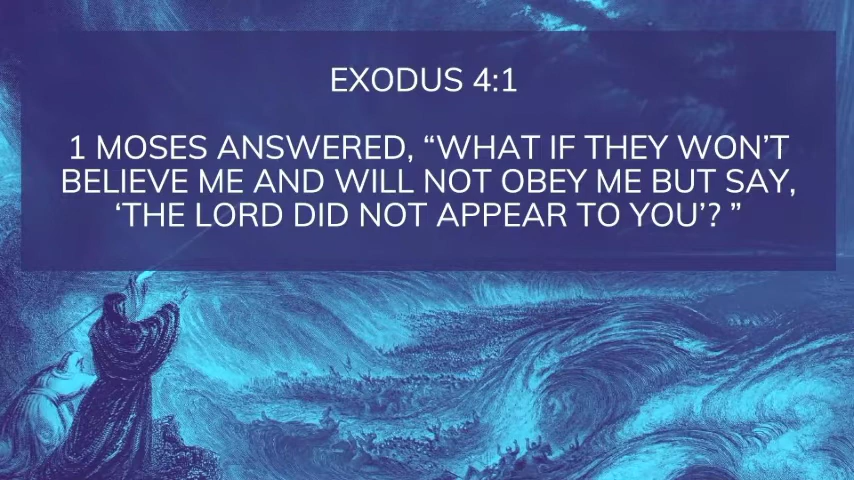 EXODUS 4:1
1 MOSES ANSWERED, “WHAT IF THEY WON’T
BELIEVE ME AND WILL NOT OBEY ME BUT SAY,
‘THE LORD DID NOT APPEAR TO YOU’? ”